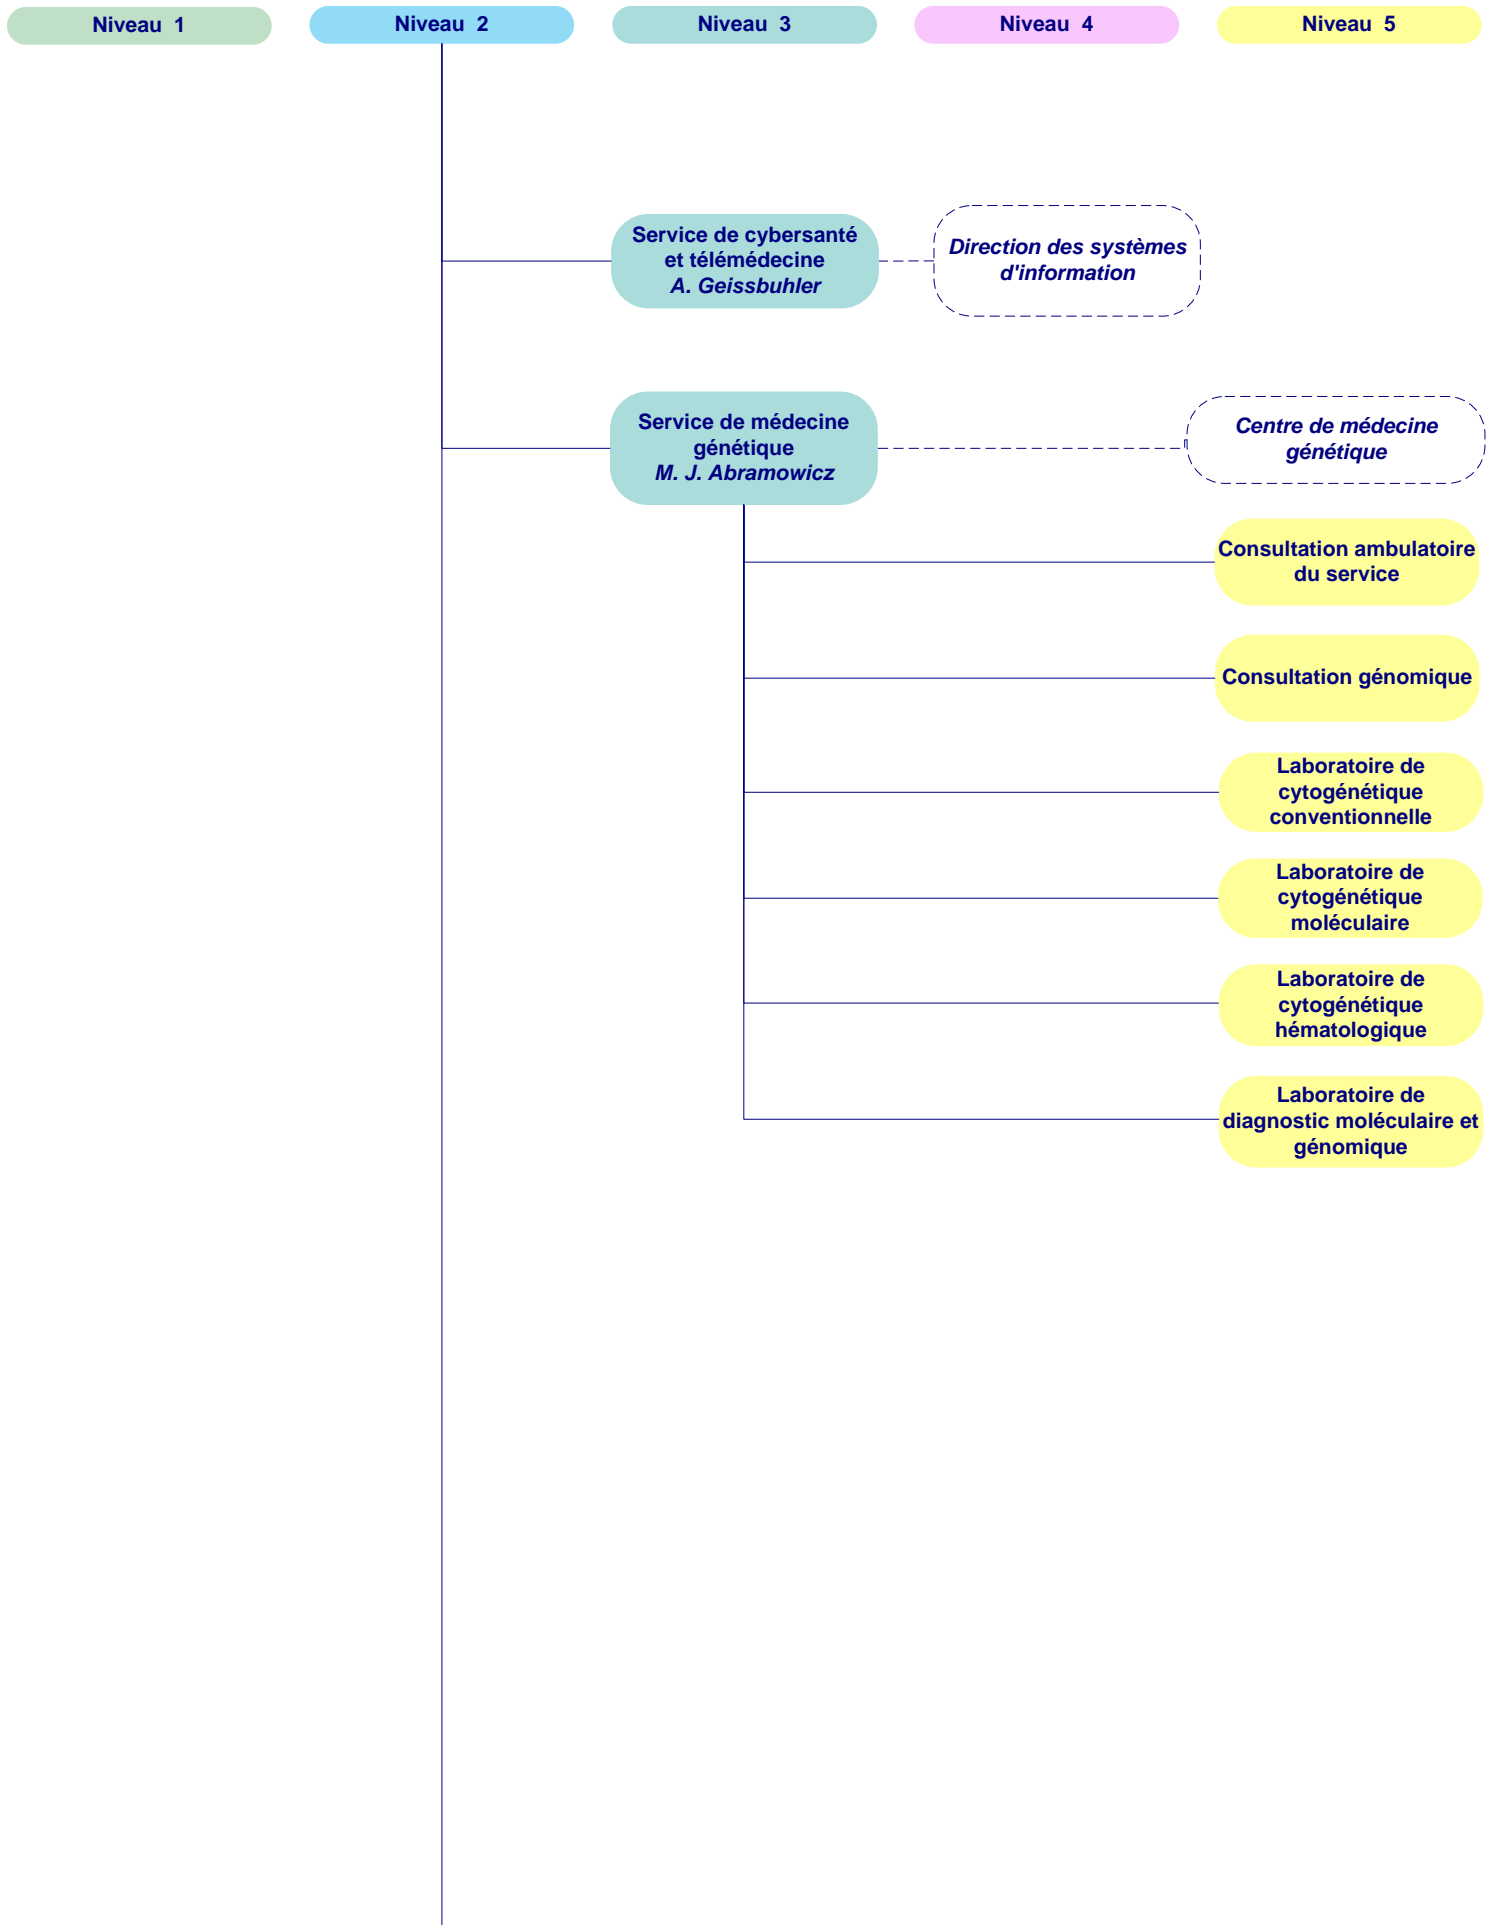 Niveau 1
Niveau 2
Niveau 3
Niveau 4
Niveau 5
Service de cybersanté
et télémédecine
A. Geissbuhler
Direction des systèmes
d'information
Service de médecine
génétique
M. J. Abramowicz
Centre de médecine
génétique
Consultation ambulatoire
du service
Consultation génomique
Laboratoire de
cytogénétique
conventionnelle
Laboratoire de
cytogénétique
moléculaire
Laboratoire de
cytogénétique
hématologique
Laboratoire de
diagnostic moléculaire et
génomique